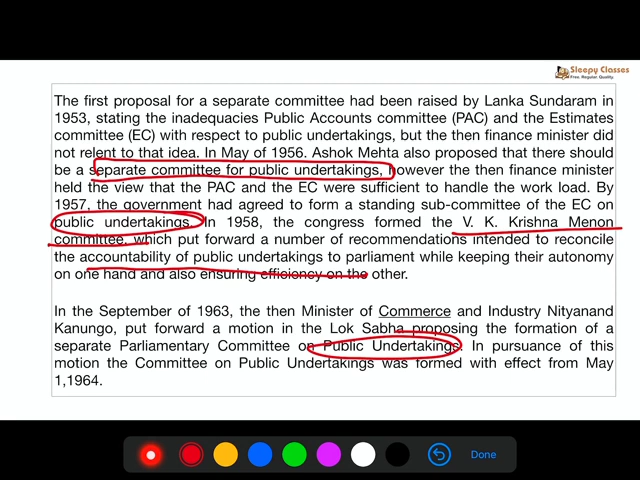 Sleepy Classes
Free. Regular. Quality.
The first proposal for a separate committee had been raised by Lanka Sundaram in
1953, stating the inadequacies Public Accounts committee (PAC) and the Estimates
committee (EC) with respect to public undertakings, but the then finance minister did
not relent to that idea. In May of 1956. Ashok Mehta also proposed that there should
be a separate committee for public undertakings, however the then finance minister
held the view that the PAC and the EC were sufficient to handle the work load. By
1957, the government had agreed to form a standing sub-committee of the EC on
public undertakings. In 1958, the congress formed the V. K. Krishna Menon
committee, which put forward a number of recommendations intended to reconcile
the accountability of public undertakings to parliament while keeping their autonomy
on one hand and also ensuring efficiency on the other.
In the September of 1963, the then Minister of Commerce and Industry Nityanand
Kanungo, put forward a motion in the Lok Sabha proposing the formation of a
separate Parliamentary Committee on Public Undertakings. In pursuance of this
motion the Committee on Public Undertakings was formed with effect from May
1,1964.
Done